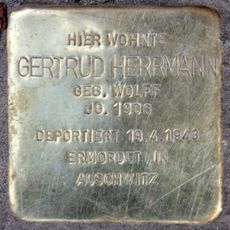 HIER WOHNTE
GERTRUD HERRMANN
GEB. WOLFF
JG. 1906
DEPORTIERT 19.4.1943
ERMORDET IN
AUSCHWITZ